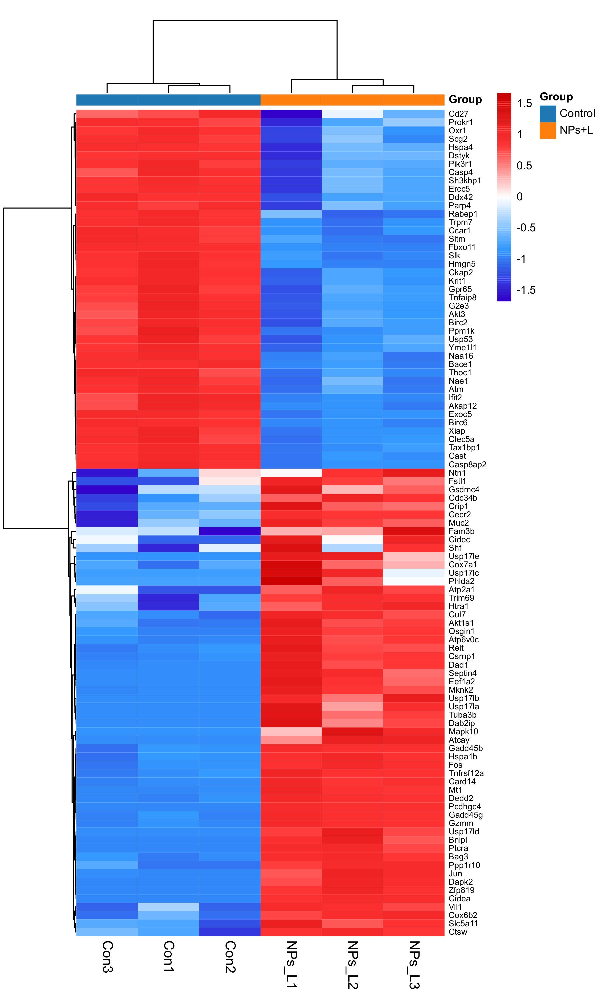 Group
Cd27
Prokr1
Oxr1
Scg2
Hspa4
Dstyk
Pik3r1
Casp4
Sh3kbp1
Ercc5
Ddx42
Parp4
Rabep1
Trpm7
Ccar1
Sltm
Fbxo11
Slk
Hmgn5
Ckap2
Krit1
Gpr65
Tnfaip8
G2e3
Akt3
Birc2
Ppm1k
Usp53
Yme1l1
Naa16
Bace1
Thoc1
Nae1
Atm
Ifit2
Akap12
Exoc5
Birc6
Xiap
Clec5a
Tax1bp1
Cast
Casp8ap2
Ntn1
Fstl1
Gsdmc4
Cdc34b
Crip1
Cecr2
Muc2
Fam3b
Cidec
Shf
Usp17le
Cox7a1
Usp17lc
Phlda2
Atp2a1
Trim69
Htra1
Cul7
Akt1s1
Osgin1
Atp6v0c
Relt
Csrnp1
Dad1
Septin4
Eef1a2
Mknk2
Usp17lb
Usp17la
Tuba3b
Dab2ip
Mapk10
Atcay
Gadd45b
Hspa1b
Fos
Tnfrsf12a
Card14
Mt1
Dedd2
Pcdhgc4
Gadd45g
Gzmm
Usp17ld
Bnipl
Ptcra
Bag3
Ppp1r10
Jun
Dapk2
Zfp819
Cidea
Vil1
Cox6b2
Slc5a11
Ctsw
Con3
Con1
Con2
NPs_L1
NPs_L2
NPs_L3
1.5
1
0.5
0
-0.5
-1
-1.5
Group
Control
NPs+L